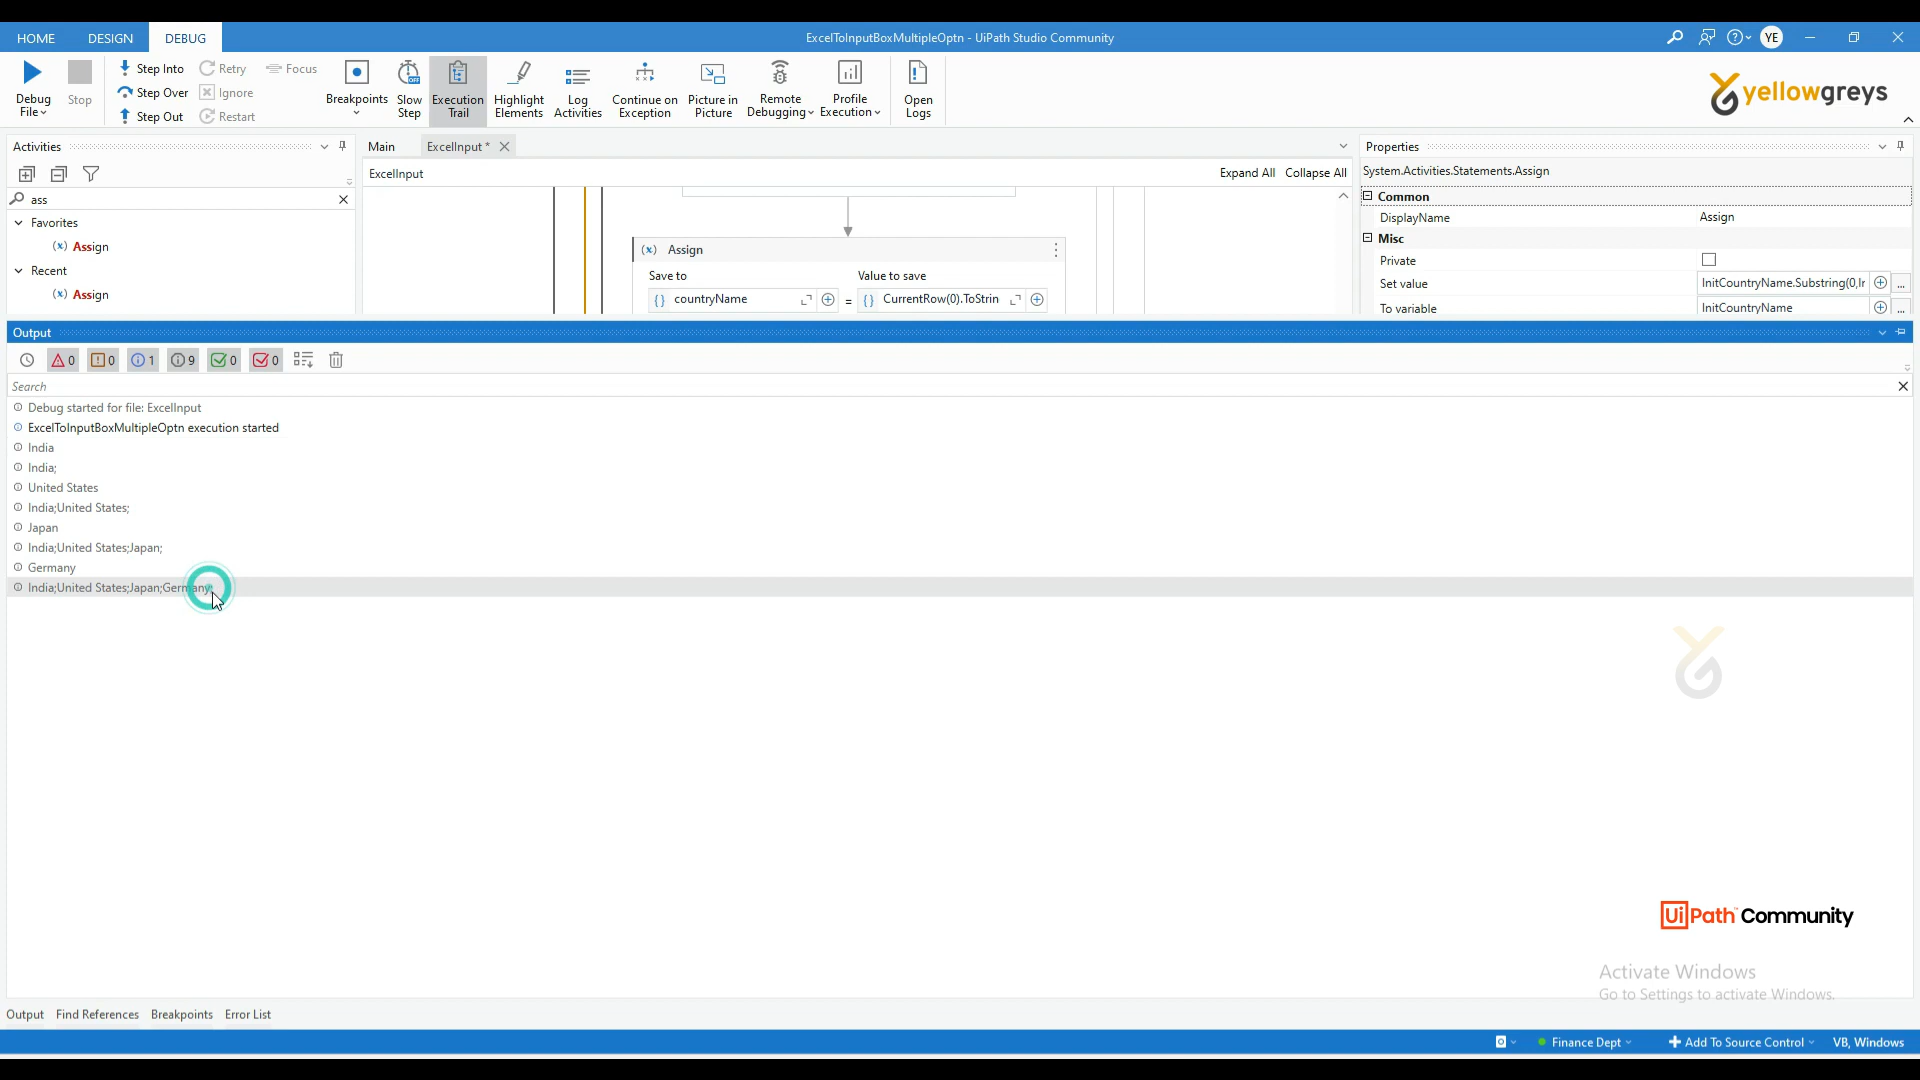 HOME DESIGN DEBUG ExcelToInputBoxMultipleOptn - UiPath Studio Community YE
Debug File Stop Step Into Step Over Step Out Retry Ignore Restart Focus Breakpoints Slow Step Execution Trail Highlight Elements Log Activities Continue on Exception Picture in Picture Remote Debugging Profile Execution Open Logs
yellowgreys
Activities Main ExcelInput * Properties
ExcelInput Expand All Collapse All System.Activities.Statements.Assign
ass Common
Favorites DisplayName Assign
Assign Assign Misc
Save to Value to save Private
Recent Set value InitCountryName.Substring(0,Ir ...
Assign countryName = CurrentRow(0).ToStrin To variable InitCountryName ...
Output
0 0 1 9 0 0
Search
Debug started for file: ExcelInput
ExcelToInputBoxMultipleOptn execution started
India
India;
United States
India;United States;
Japan
India;United States;Japan;
Germany
India;United States;Japan;Germany
UiPath Community
Activate Windows
Go to Settings to activate Windows.
Output Find References Breakpoints Error List
Finance Dept Add To Source Control VB, Windows